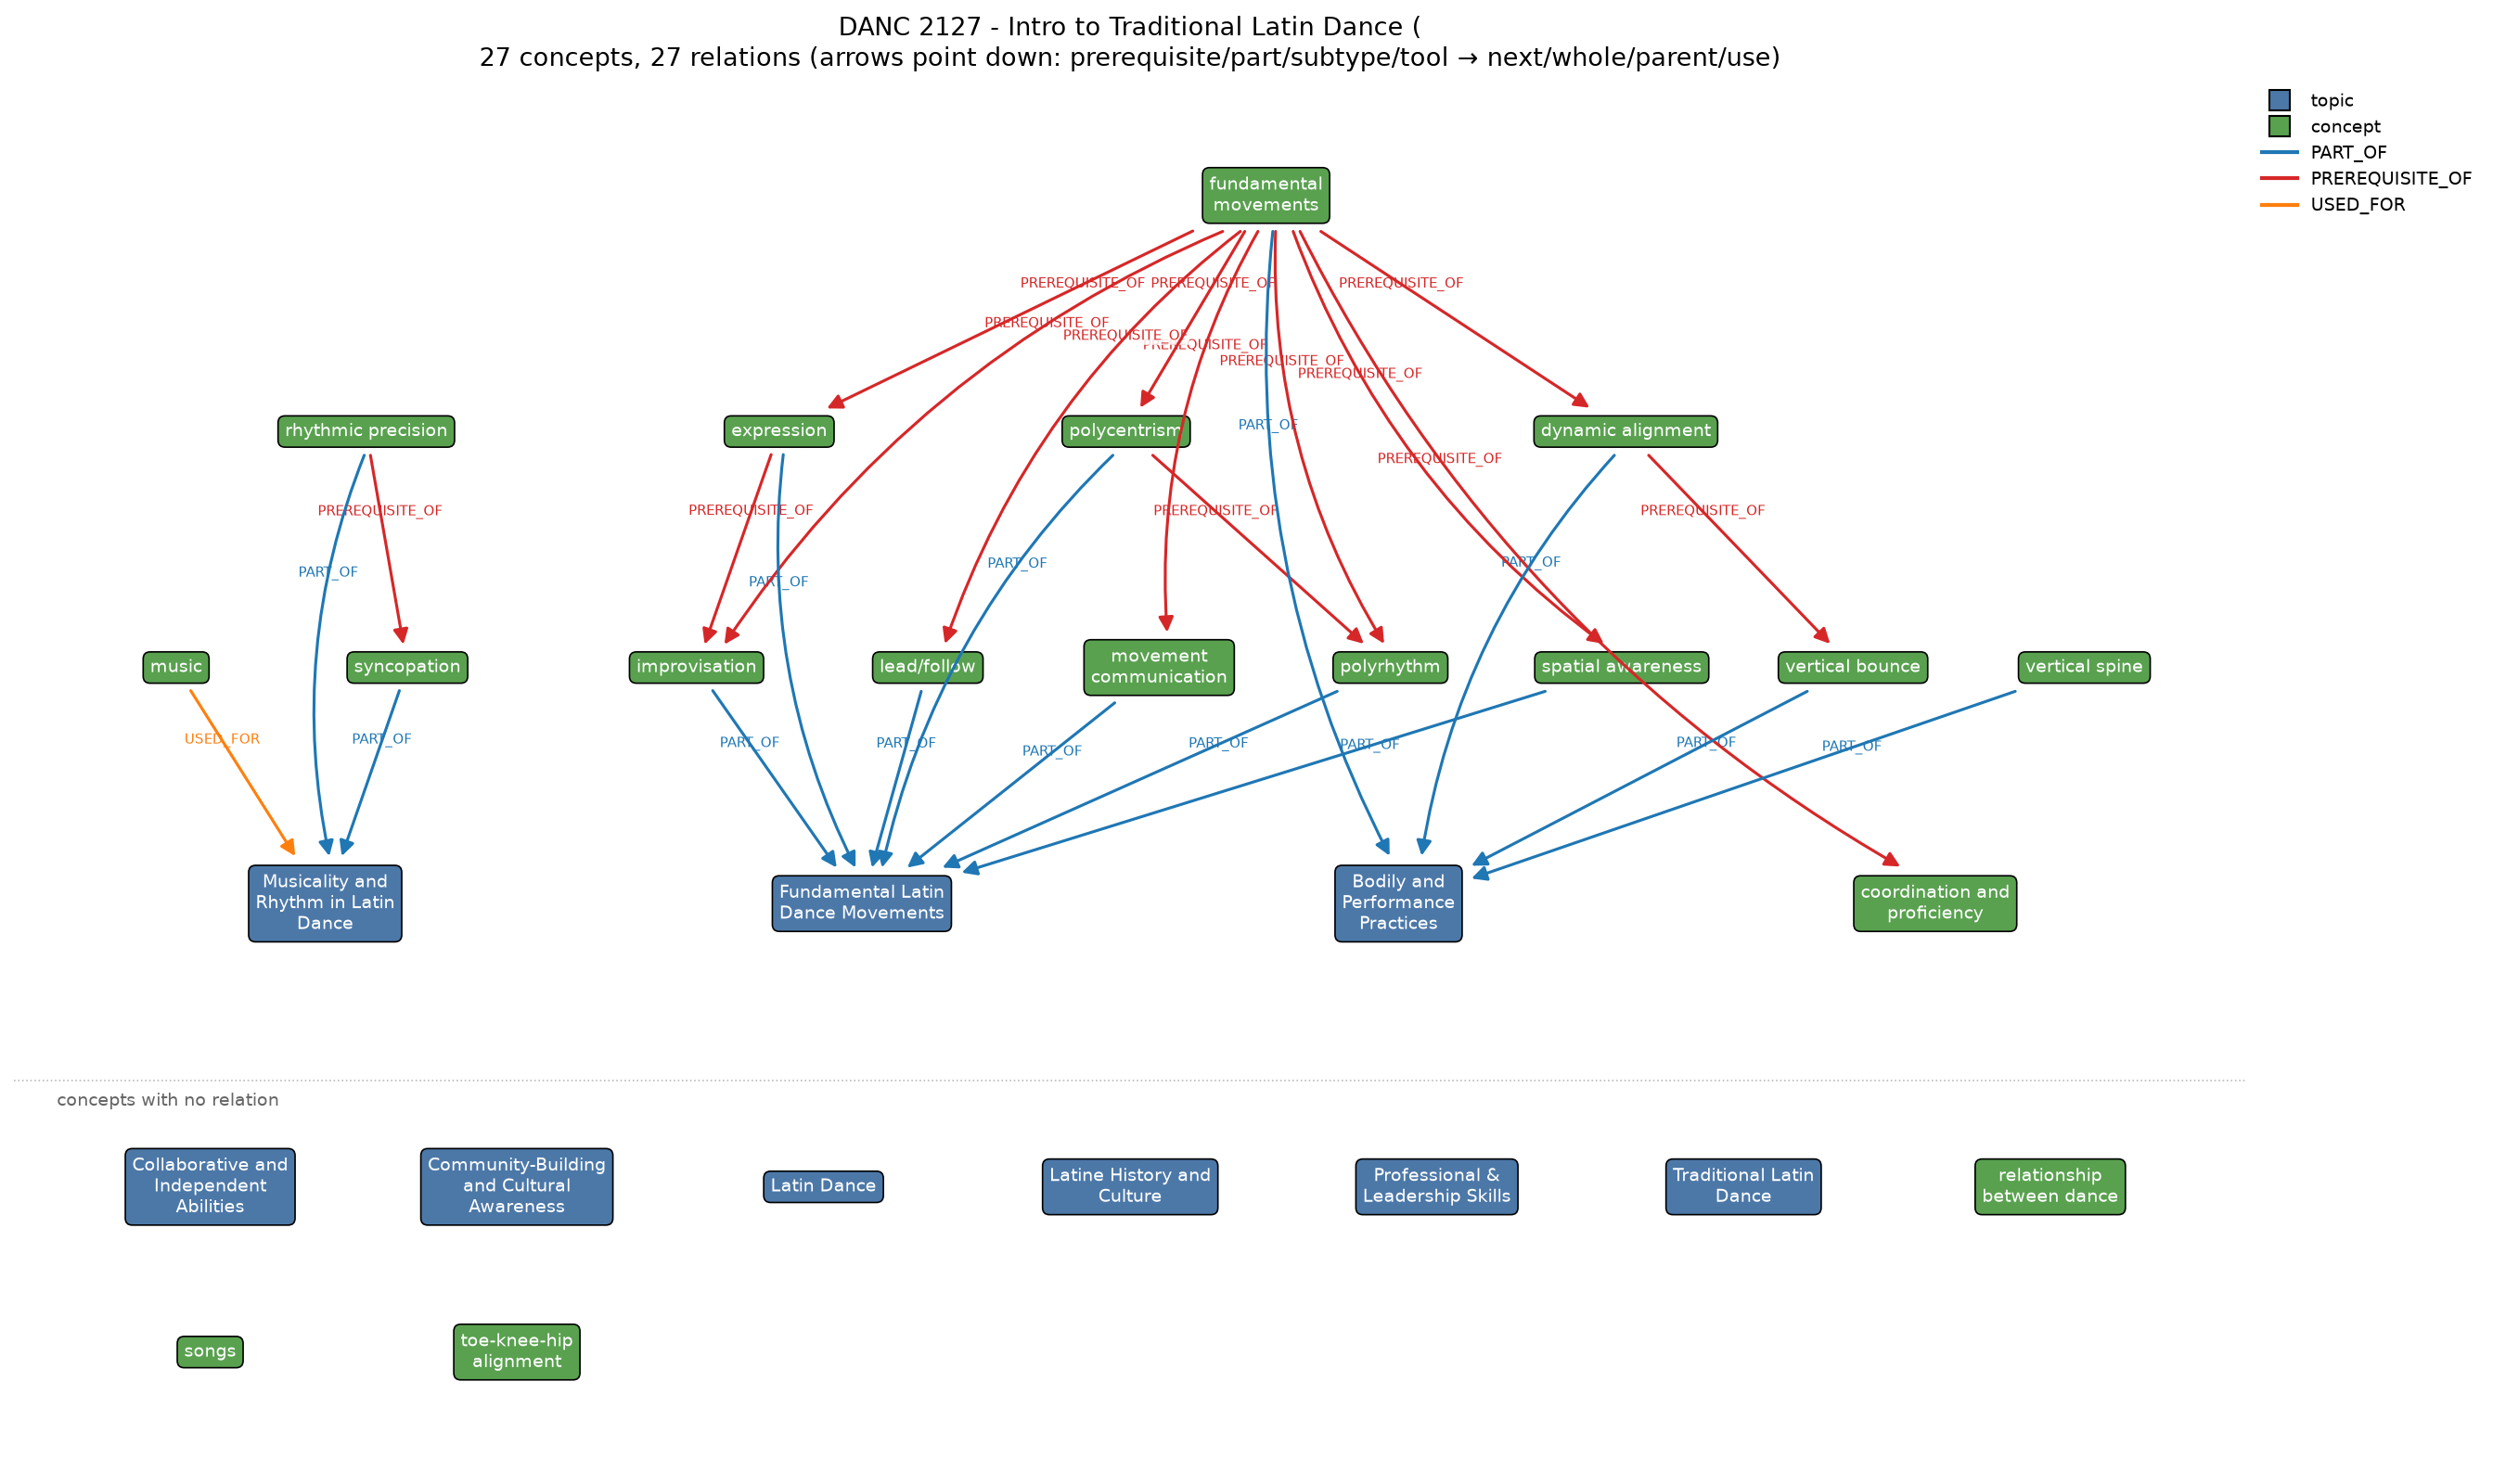 DANC 2127 - Intro to Traditional Latin Dance (
27 concepts, 27 relations (arrows point down: prerequisite/part/subtype/tool → next/whole/parent/use)
topic
concept
PART_OF
PREREQUISITE_OF
USED_FOR
fundamental
movements
PREREQUISITE_OF
PREREQUISITE_OF
PREREQUISITE_OF
PREREQUISITE_OF
PREREQUISITE_OF
PREREQUISITE_OF
PREREQUISITE_OF
PREREQUISITE_OF
PART_OF
rhythmic precision
expression
polycentrism
dynamic alignment
PREREQUISITE_OF
PREREQUISITE_OF
PREREQUISITE_OF
PREREQUISITE_OF
PREREQUISITE_OF
PART_OF
PART_OF
PART_OF
PART_OF
music
syncopation
improvisation
lead/follow
movement
communication
polyrhythm
spatial awareness
vertical bounce
vertical spine
USED_FOR
PART_OF
PART_OF
PART_OF
PART_OF
PART_OF
PART_OF
PART_OF
PART_OF
Musicality and
Rhythm in Latin
Dance
Fundamental Latin
Dance Movements
Bodily and
Performance
Practices
coordination and
proficiency
concepts with no relation
Collaborative and
Independent
Abilities
Community-Building
and Cultural
Awareness
Latin Dance
Latine History and
Culture
Professional &
Leadership Skills
Traditional Latin
Dance
relationship
between dance
songs
toe-knee-hip
alignment